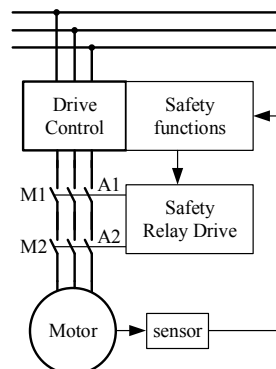 Drive
Control
Safety
functions
M1
A1
Safety
Relay Drive
M2
A2
Motor
sensor